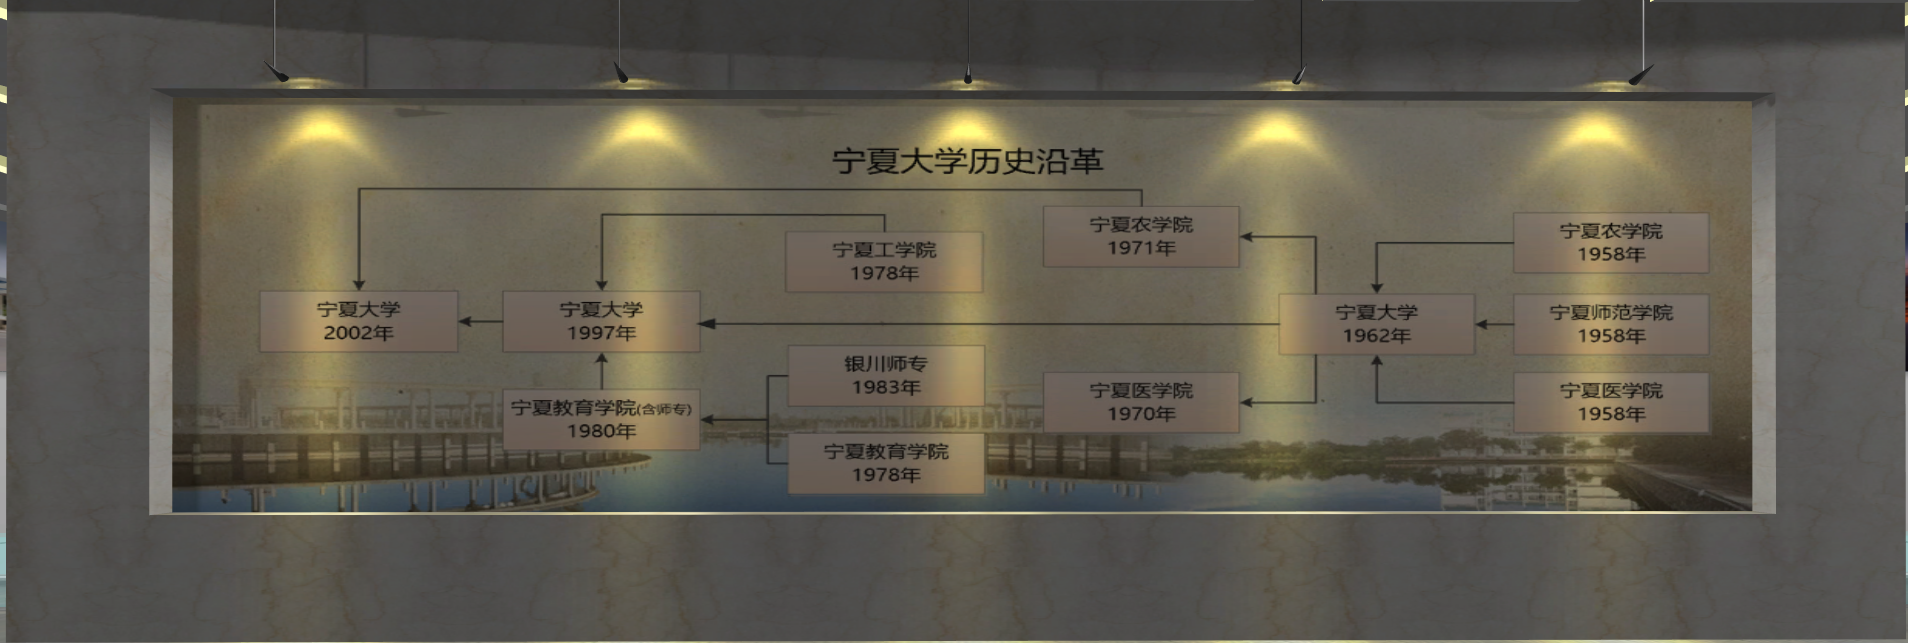 宁夏大学历史沿革
宁夏农学院
1971年
宁夏农学院
1958年
宁夏工学院
1978年
宁夏大学
2002年
宁夏大学
1997年
宁夏大学
1962年
宁夏师范学院
1958年
银川师专
1983年
宁夏教育学院(含师专)
1980年
宁夏医学院
1970年
宁夏医学院
1958年
宁夏教育学院
1978年